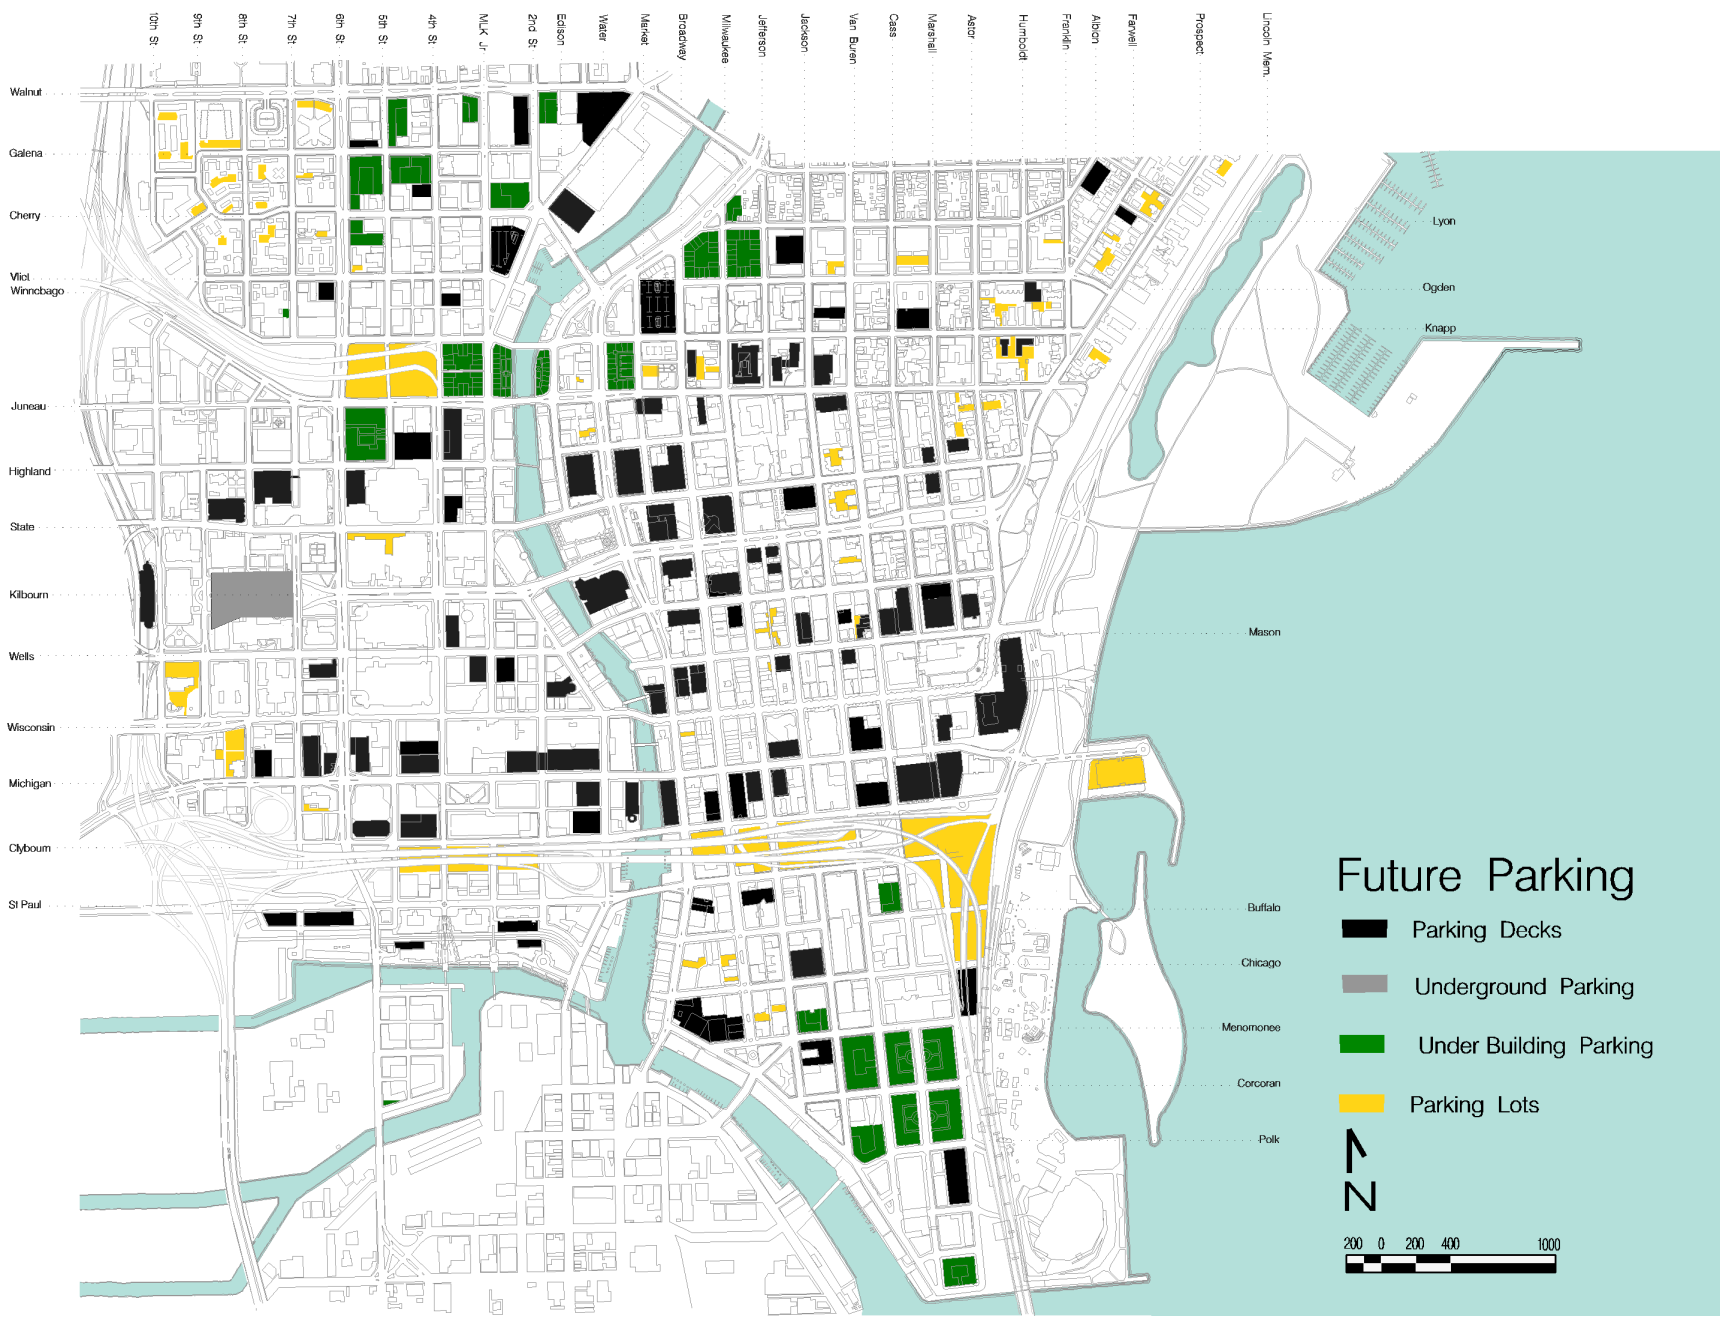 10th St
9th St
8th St
7th St
6th St
5th St
4th St
MLK Jr
2nd St
Edison
Water
Market
Broadway
Milwaukee
Jefferson
Jackson
Van Buren
Cass
Marshall
Astor
Humboldt
Franklin
Albion
Farwell
Prospect
Lincoln Mem.
Walnut
Galena
Cherry
Vliet
Winnebago
Juneau
Highland
State
Kilbourn
Wells
Wisconsin
Michigan
Clybourn
St Paul
Lyon
Ogden
Knapp
Mason
Buffalo
Chicago
Menomonee
Corcoran
Polk
Future Parking
Parking Decks
Underground Parking
Under Building Parking
Parking Lots
N
200 0 200 400 1000